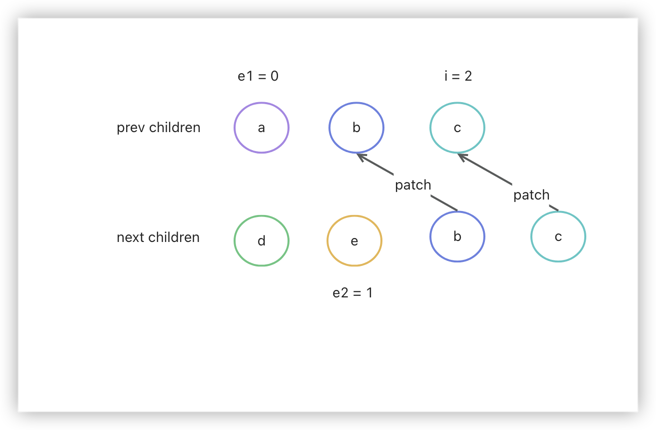 e1 = 0
i = 2
prev children
a
b
c
patch
patch
next children
d
e
b
c
e2 = 1